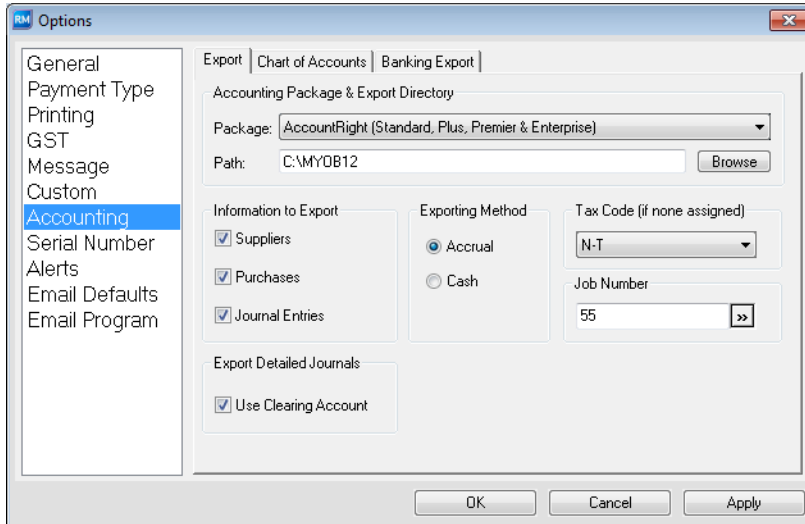 RM Options
General
Payment Type
Printing
GST
Message
Custom
Accounting
Serial Number
Alerts
Email Defaults
Email Program
Export
Chart of Accounts
Banking Export
Accounting Package & Export Directory
Package: AccountRight (Standard, Plus, Premier & Enterprise)
Path: C:\MYOB12 Browse
Information to Export
Suppliers
Purchases
Journal Entries
Exporting Method
Accrual
Cash
Tax Code (if none assigned)
N-T
Job Number
55 »
Export Detailed Journals
Use Clearing Account
OK Cancel Apply